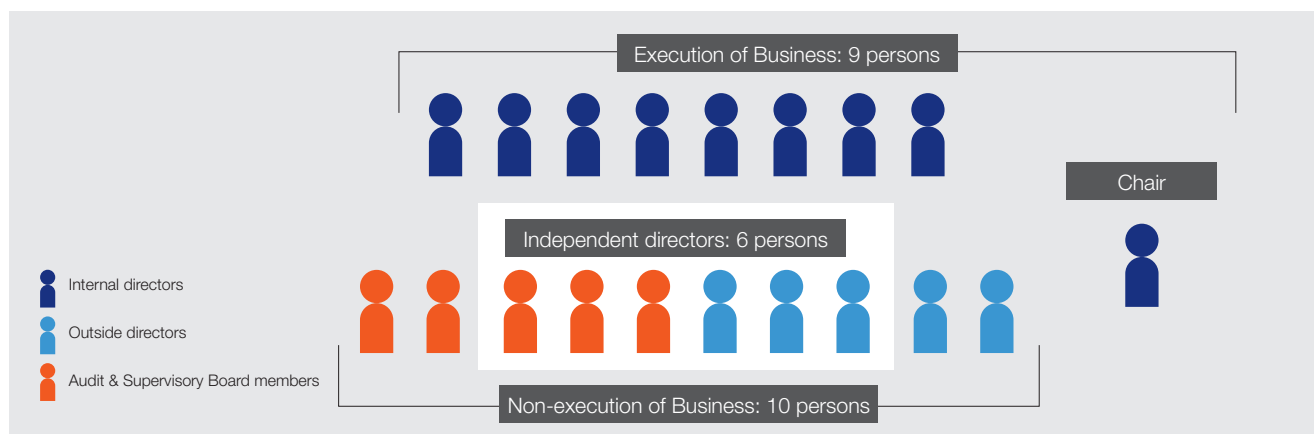 Execution of Business: 9 persons
Chair
Independent directors: 6 persons
Internal directors
Outside directors
Audit & Supervisory Board members
Non-execution of Business: 10 persons